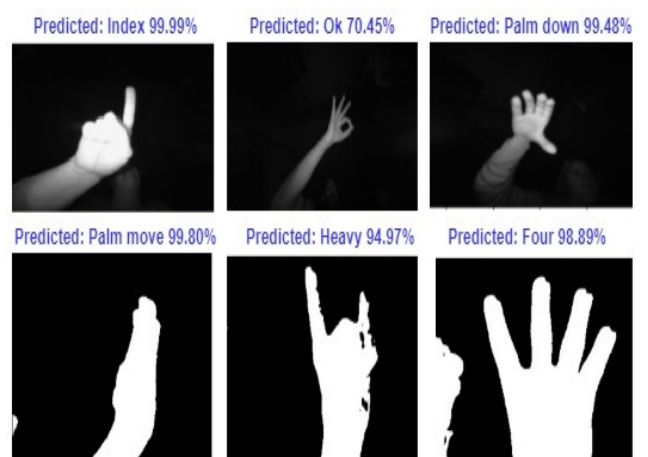 Predicted: Index 99.99%
Predicted: Ok 70.45%
Predicted: Palm down 99.48%
Predicted: Palm move 99.80%
Predicted: Heavy 94.97%
Predicted: Four 98.89%